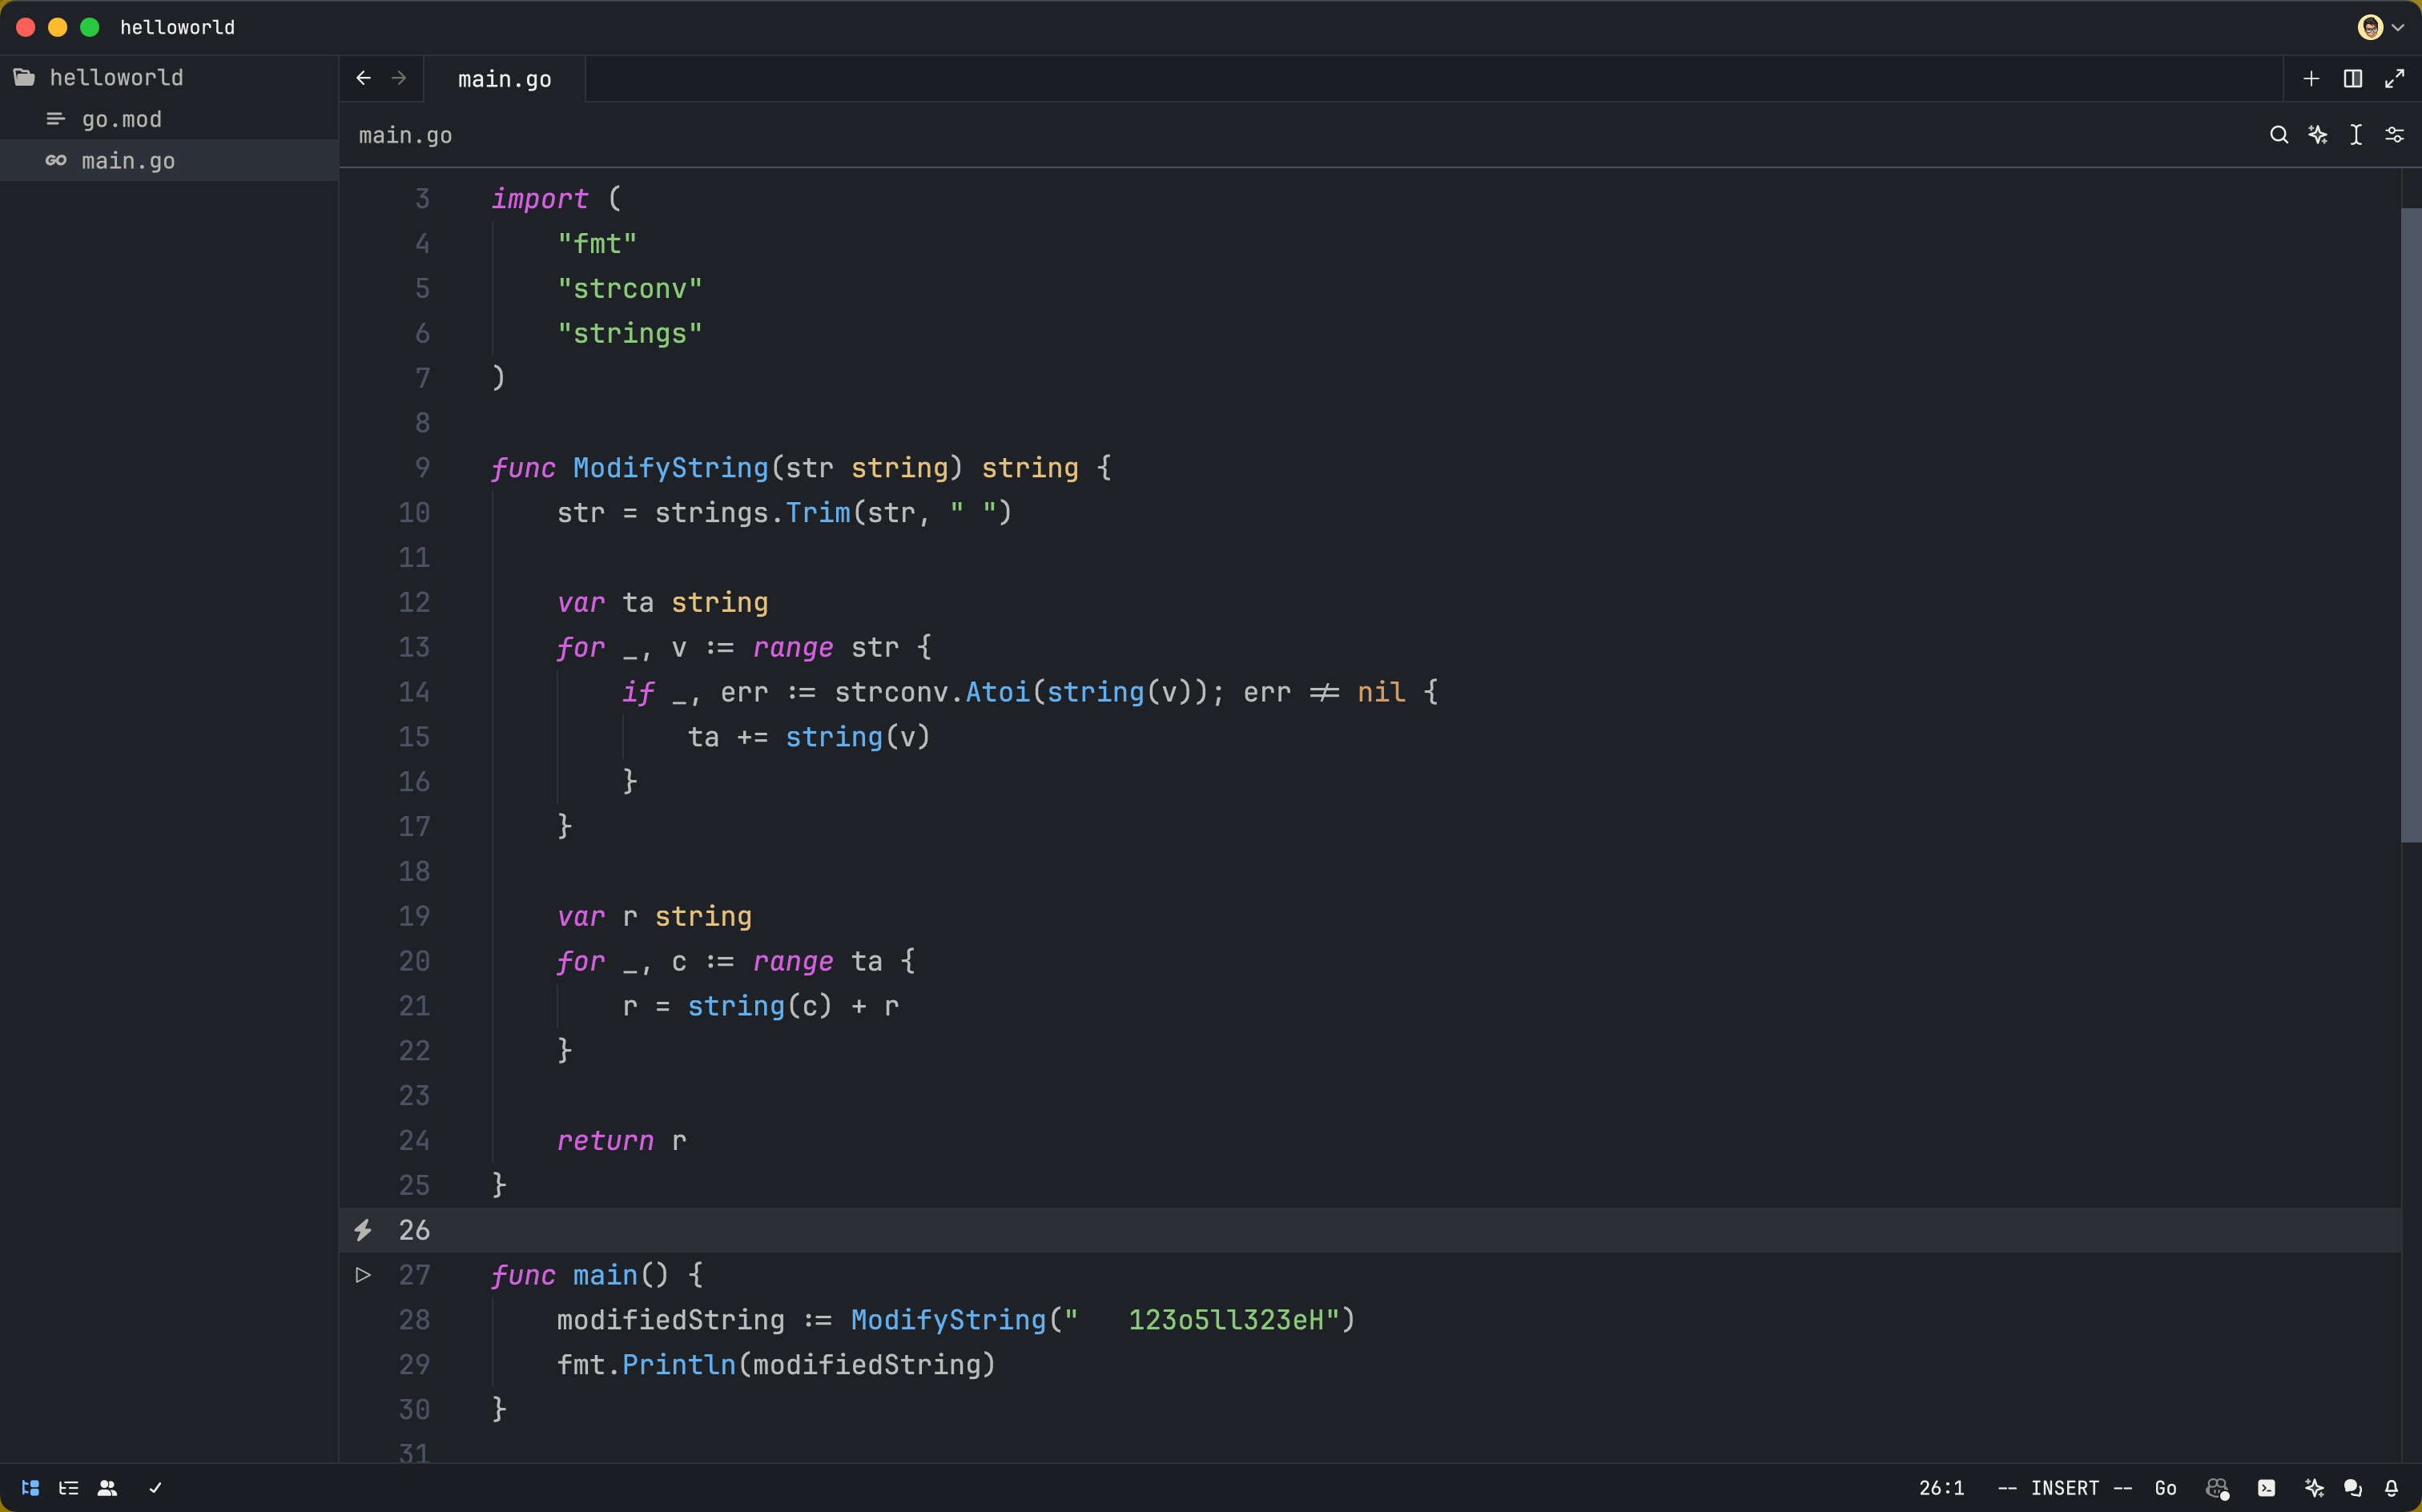 helloworld
helloworld
go.mod
main.go
main.go
main.go
3 import (
4     "fmt"
5     "strconv"
6     "strings"
7 )
8
9 func ModifyString(str string) string {
10     str = strings.Trim(str, " ")
11
12     var ta string
13     for _, v := range str {
14         if _, err := strconv.Atoi(string(v)); err != nil {
15             ta += string(v)
16         }
17     }
18
19     var r string
20     for _, c := range ta {
21         r = string(c) + r
22     }
23
24     return r
25 }
26
27 func main() {
28     modifiedString := ModifyString("   123o5ll323eH")
29     fmt.Println(modifiedString)
30 }
31
26:1 -- INSERT -- Go